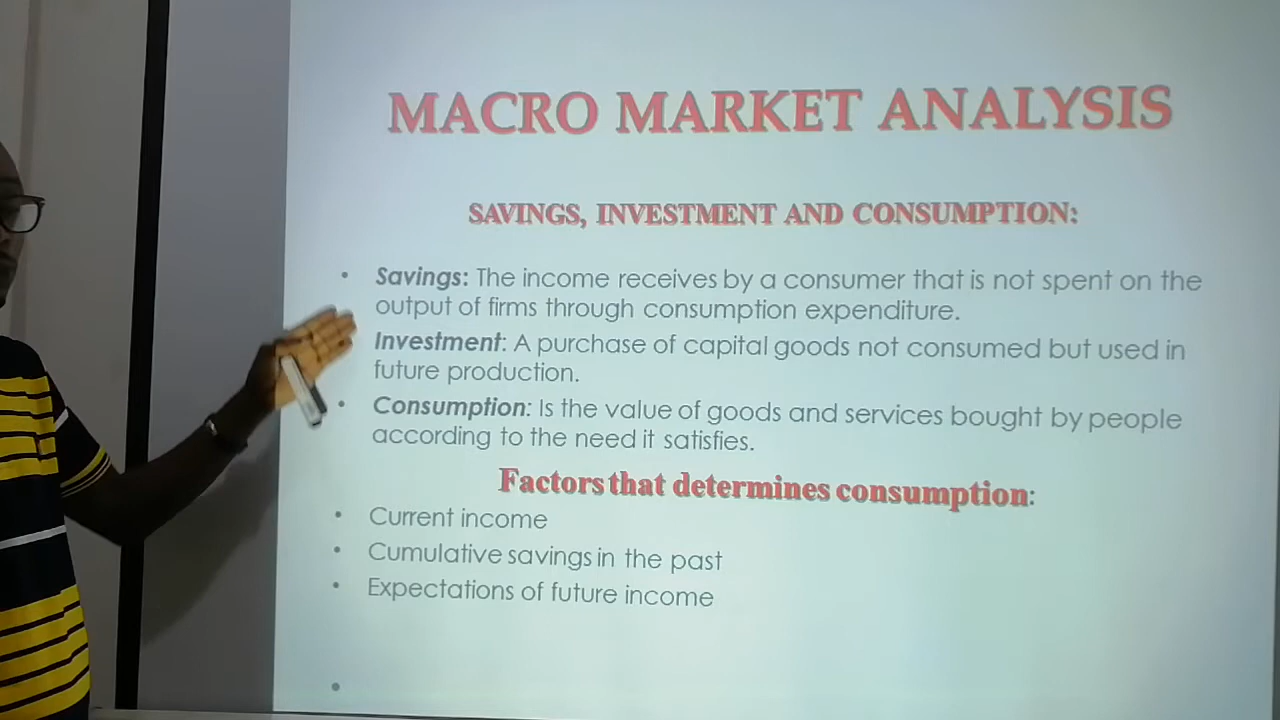 MACRO MARKET ANALYSIS
SAVINGS, INVESTMENT AND CONSUMPTION:
• Savings: The income receives by a consumer that is not spent on the
output of firms through consumption expenditure.
Investment: A purchase of capital goods not consumed but used in
future production.
• Consumption: Is the value of goods and services bought by people
according to the need it satisfies.
Factors that determines consumption:
• Current income
• Cumulative savings in the past
• Expectations of future income
•